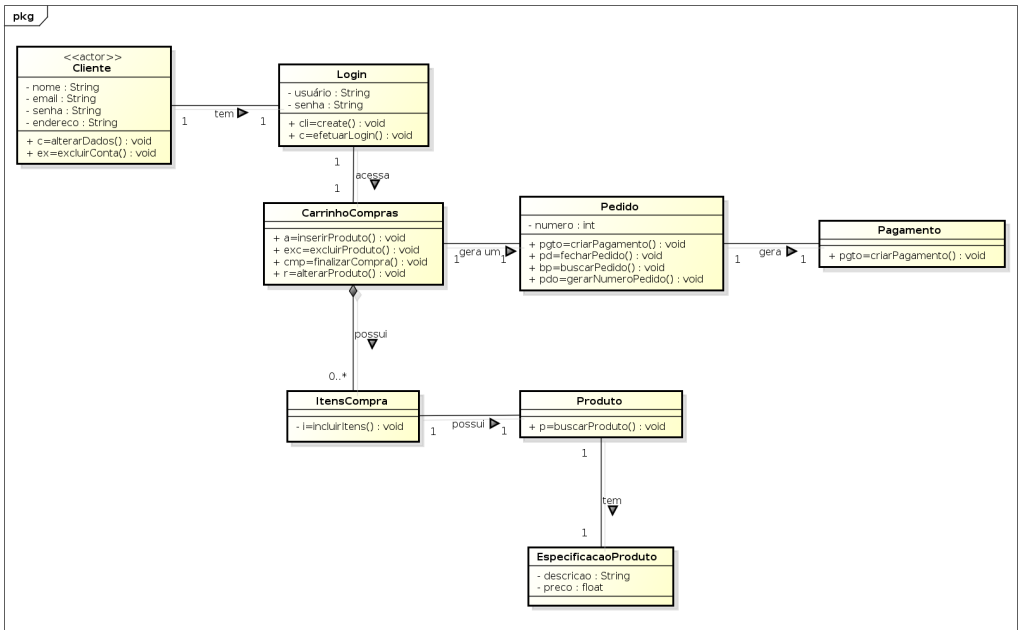 pkg
<<actor>>
Cliente
- nome : String
- email : String
- senha : String
- endereco : String
+ c=alterarDados() : void
+ ex=excluirConta() : void
tem
1
1
Login
- usuário : String
- senha : String
+ cli=create() : void
+ c=efetuarLogin() : void
1
acessa
1
CarrinhoCompras
+ a=inserirProduto() : void
+ exc=excluirProduto() : void
+ cmp=finalizarCompra() : void
+ r=alterarProduto() : void
gera um
1
1
Pedido
- numero : int
+ pgto=criarPagamento() : void
+ pd=fecharPedido() : void
+ bp=buscarPedido() : void
+ pdo=gerarNumeroPedido() : void
gera
1
1
Pagamento
+ pgto=criarPagamento() : void
possui
0..*
ItensCompra
- i=incluirItens() : void
possui
1
1
Produto
+ p=buscarProduto() : void
1
tem
1
EspecificacaoProduto
- descricao : String
- preco : float